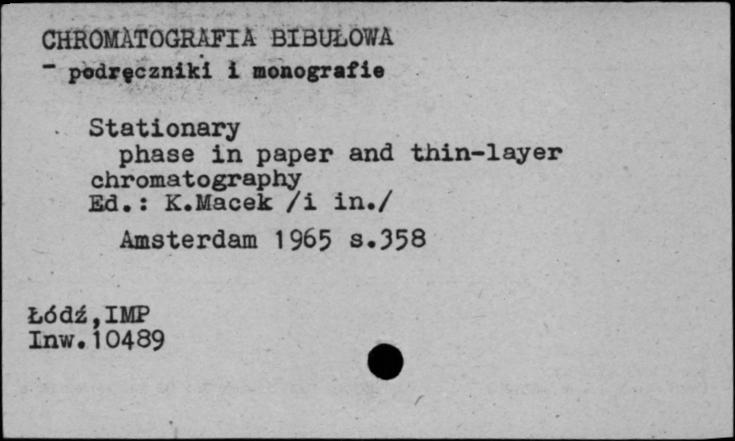 CHROMATOGRAFIA BIBUŁOWA
- podręczniki i monografie
Stationary
phase in paper and thin-layer
chromatography
Ed.: K.Macek /i in./
Amsterdam 1965 s.358
Łódź,IMP
Inw.10489